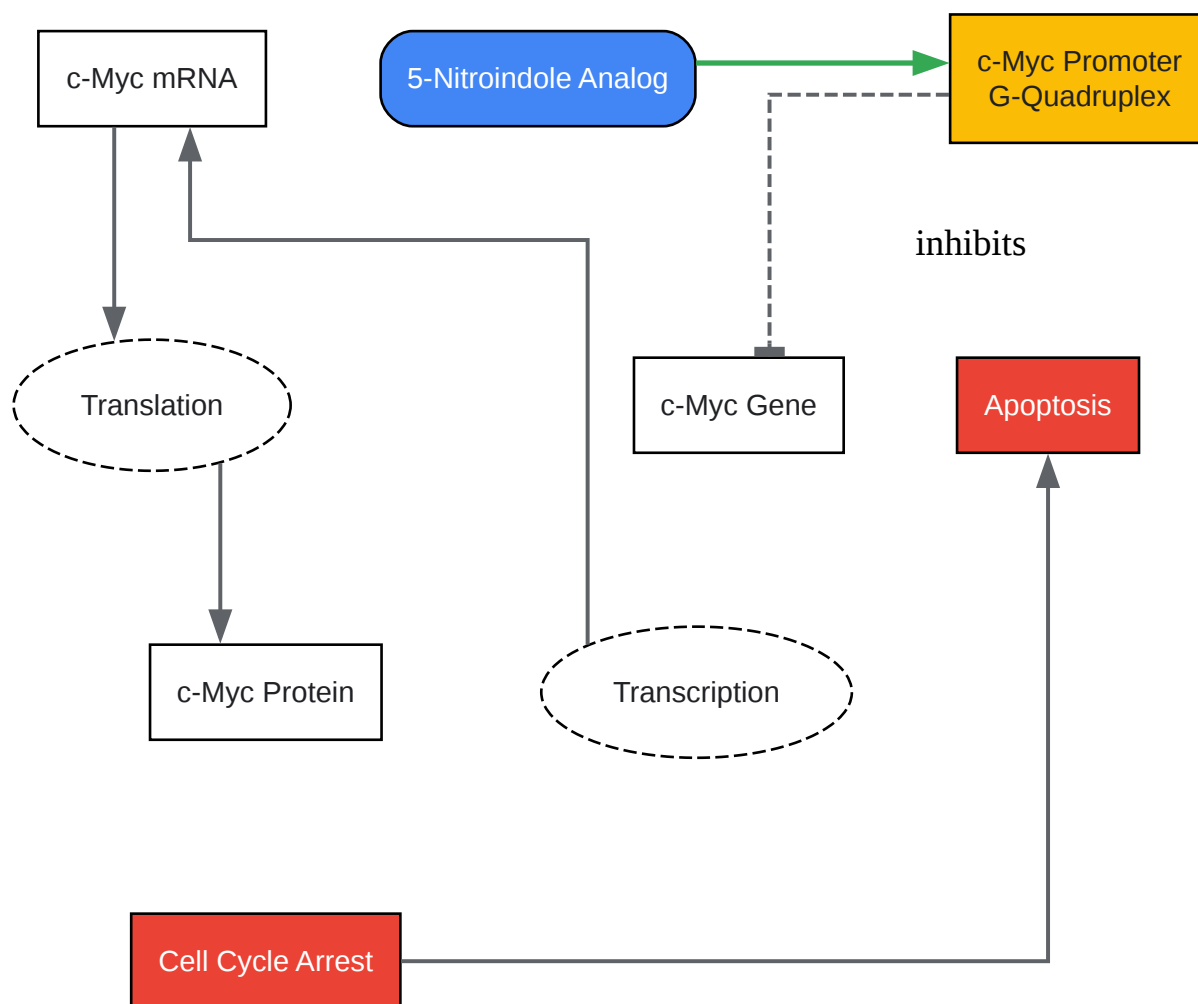 c-Myc mRNA
5-Nitroindole Analog
c-Myc Promoter
G-Quadruplex
inhibits
Translation
c-Myc Gene
Apoptosis
c-Myc Protein
Transcription
Cell Cycle Arrest